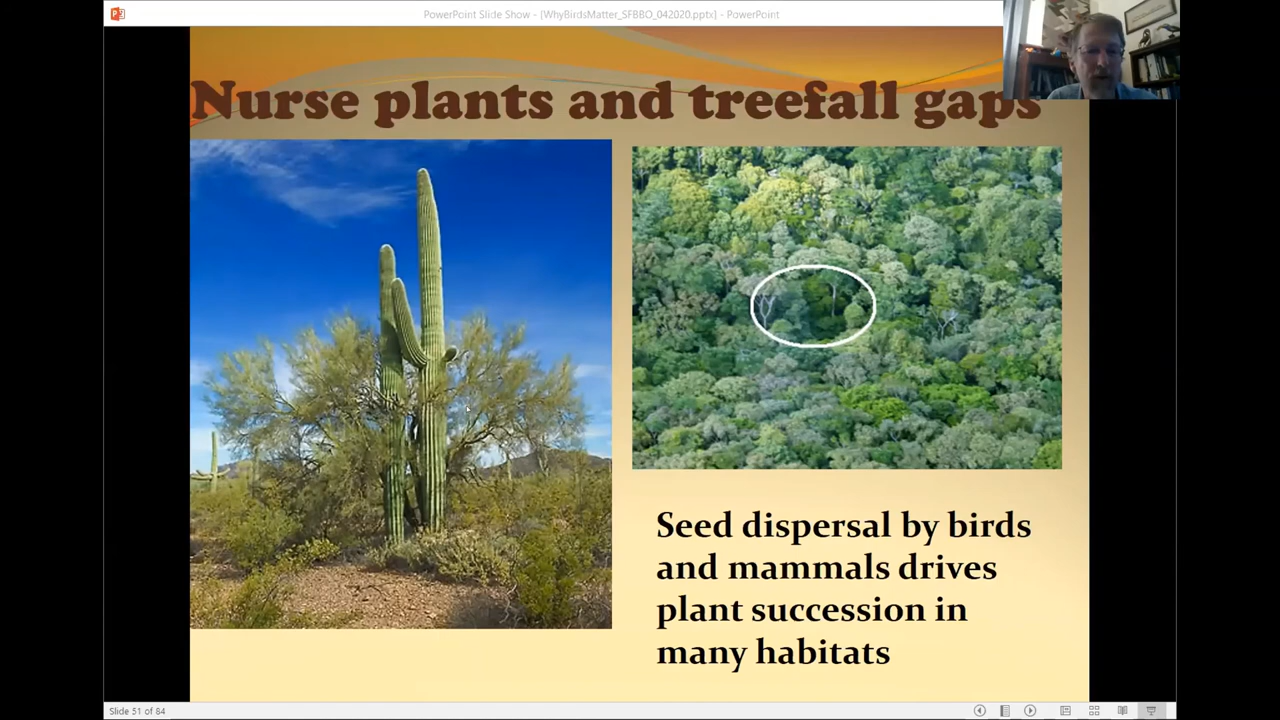 PowerPoint Slide Show - [WhyBirdsMatter_SFBBO_042020.pptx] - PowerPoint
Nurse plants and treefall gaps
Seed dispersal by birds
and mammals drives
plant succession in
many habitats
Slide 51 of 84